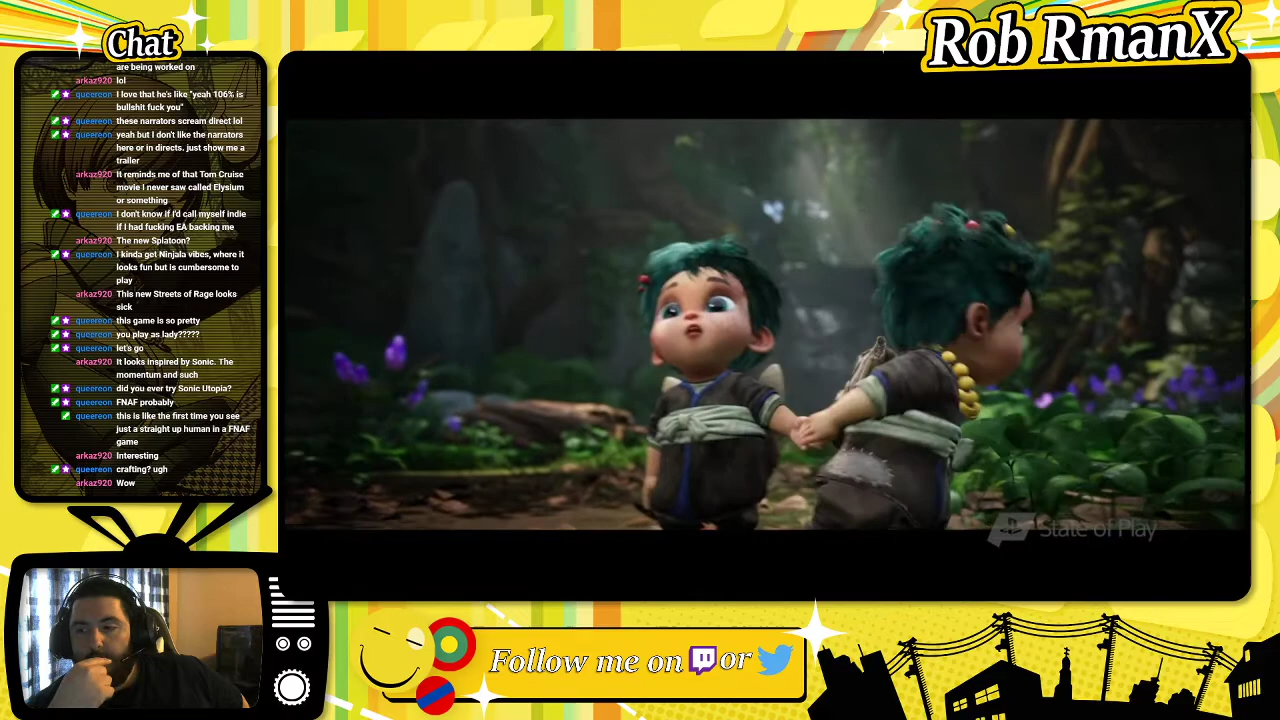 Chat
Rob RmanX
are being worked on
arkaz920 lol
queereon I love that he's like "yeah 106% is
bullshit fuck you"
queereon these narrators scream direct lol
queereon yeah but I don't like the narrators
here or in directs. just show me a
trailer
arkaz920 It reminds me of that Tom Cruise
movie I never saw called Elysium
or something
queereon I don't know if I'd call myself indie
if I had fucking EA backing me
arkaz920 The new Splatoon?
queereon I kinda get Ninjala vibes, where it
looks fun but is cumbersome to
play
arkaz920 This new Streets of Rage looks
sick
queereon this game is so pretty
queereon you play as lady?????
queereon let's go
arkaz920 It looks inspired by Sonic. The
momentum and such
queereon did you ever try Sonic Utopia?
queereon FNAF probably
queereon this is like the first time you see
just a straight up human in a FNAF
game
arkaz920 Interesting
queereon crafting? ugh
arkaz920 Wow
State of Play
Follow me on or